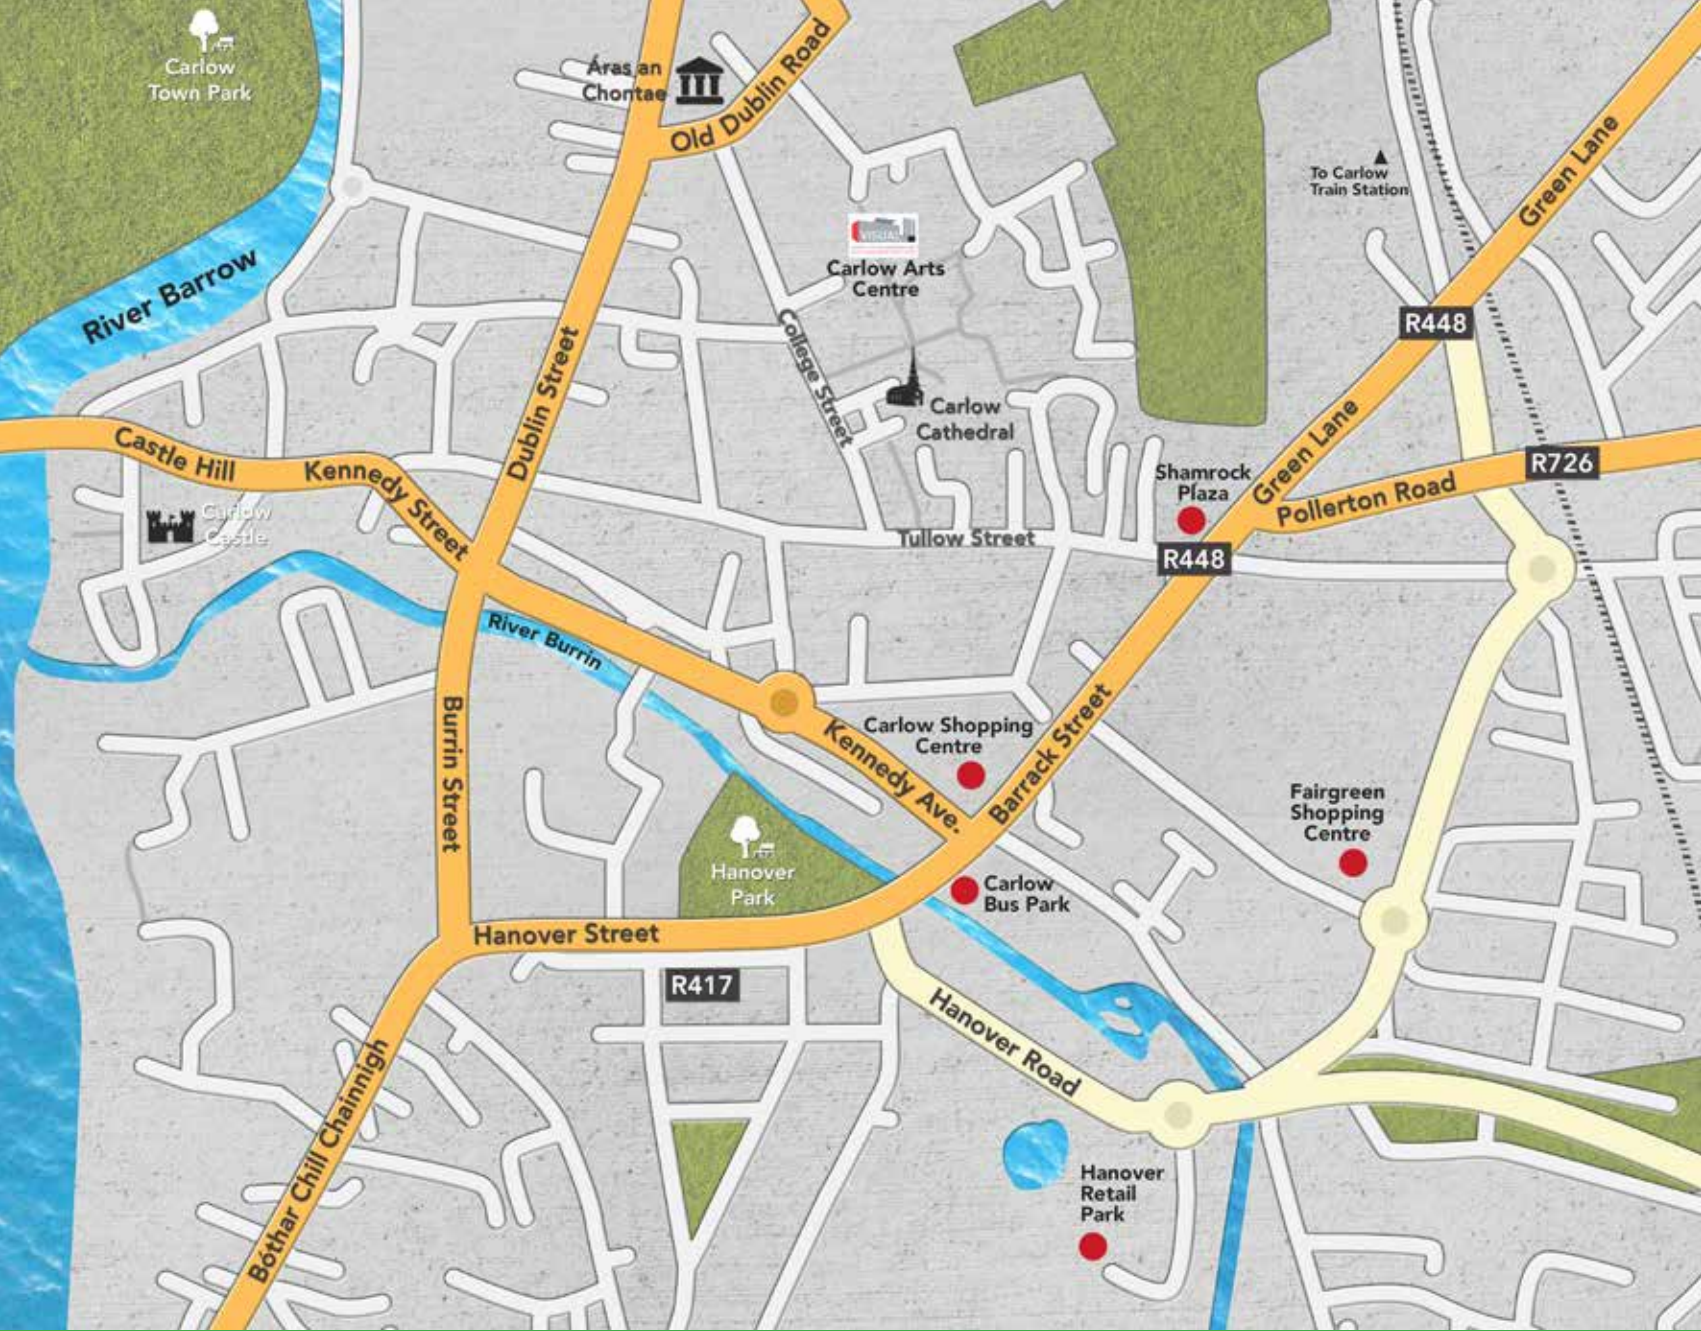 Carlow
Town Park
Áras an
Chontae
Old Dublin Road
To Carlow
Train Station
Green Lane
River Barrow
VISUAL
Carlow Arts
Centre
R448
College Street
Dublin Street
Carlow
Cathedral
Castle Hill
Kennedy Street
Green Lane
Shamrock
Plaza
R726
Pollerton Road
Carlow
Castle
Tullow Street
R448
River Burrin
Burrin Street
Carlow Shopping
Centre
Kennedy Ave.
Barrack Street
Fairgreen
Shopping
Centre
Hanover
Park
Carlow
Bus Park
Hanover Street
R417
Hanover Road
Bóthar Chill Chainnigh
Hanover
Retail
Park